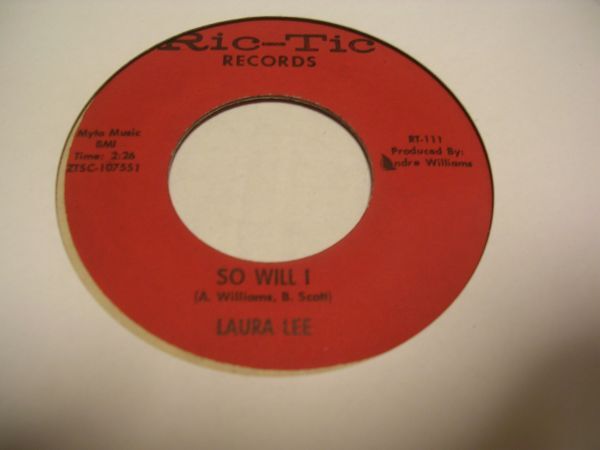 Ric-Tic
RECORDS
Myto Music
BMI
Time: 2:26
ZTSC-107551
RT-111
Produced By:
Andre Williams
SO WILL I
(A. Williams, B. Scott)
LAURA LEE